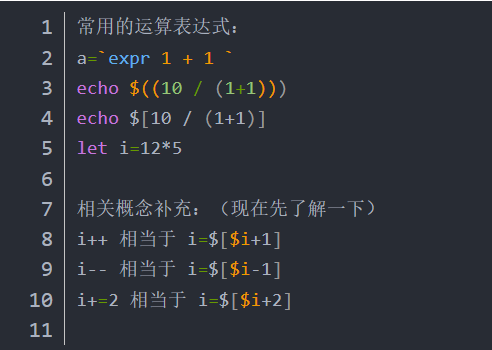 1 常用的运算表达式：
2 a=`expr 1 + 1 `
3 echo $((10 / (1+1)))
4 echo $[10 / (1+1)]
5 let i=12*5
6
7 相关概念补充：（现在先了解一下）
8 i++ 相当于 i=$[$i+1]
9 i-- 相当于 i=$[$i-1]
10 i+=2 相当于 i=$[$i+2]
11